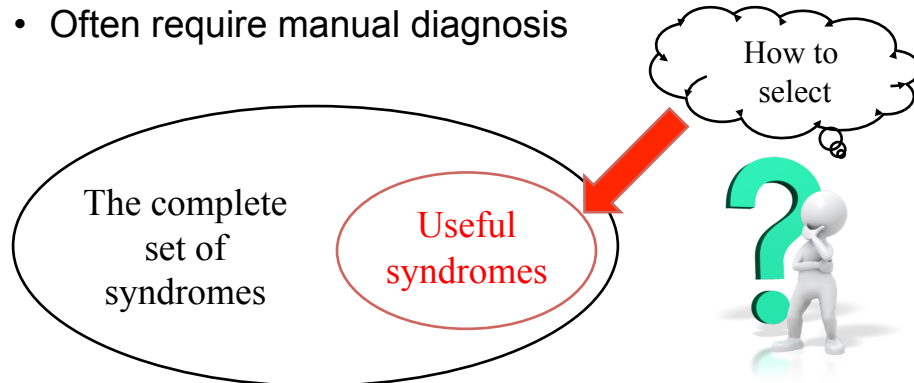 • Often require manual diagnosis
How to
select
The complete
set of
syndromes
Useful
syndromes